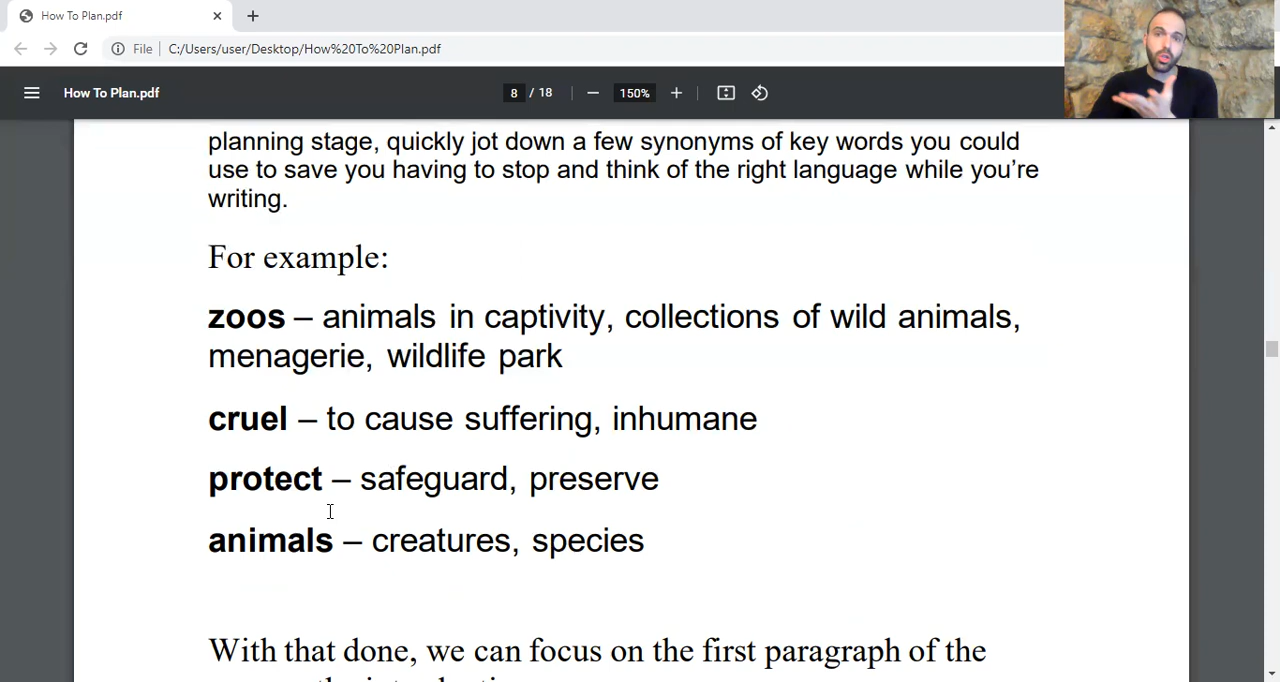 How To Plan.pdf
File
C:/Users/user/Desktop/How%20To%20Plan.pdf
How To Plan.pdf
8 / 18
150%
planning stage, quickly jot down a few synonyms of key words you could
use to save you having to stop and think of the right language while you’re
writing.
For example:
zoos – animals in captivity, collections of wild animals,
menagerie, wildlife park
cruel – to cause suffering, inhumane
protect – safeguard, preserve
animals – creatures, species
With that done, we can focus on the first paragraph of the